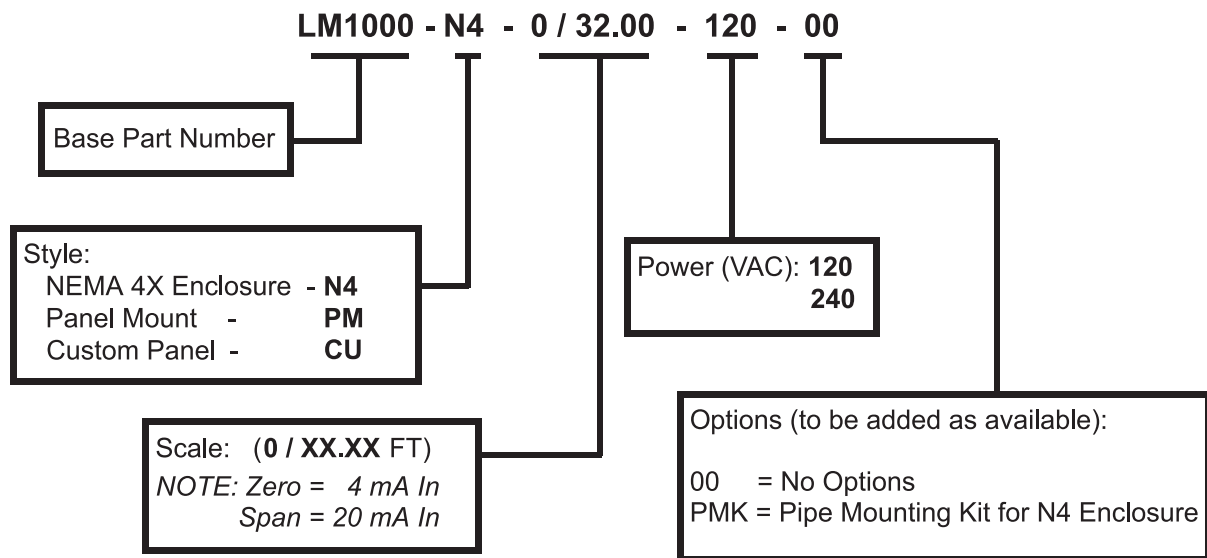 LM1000 - N4 - 0 / 32.00 - 120 - 00
Base Part Number
Style:
NEMA 4X Enclosure - N4
Panel Mount - PM
Custom Panel - CU
Power (VAC): 120
240
Scale: (0 / XX.XX FT)
NOTE: Zero = 4 mA In
Span = 20 mA In
Options (to be added as available):
00 = No Options
PMK = Pipe Mounting Kit for N4 Enclosure